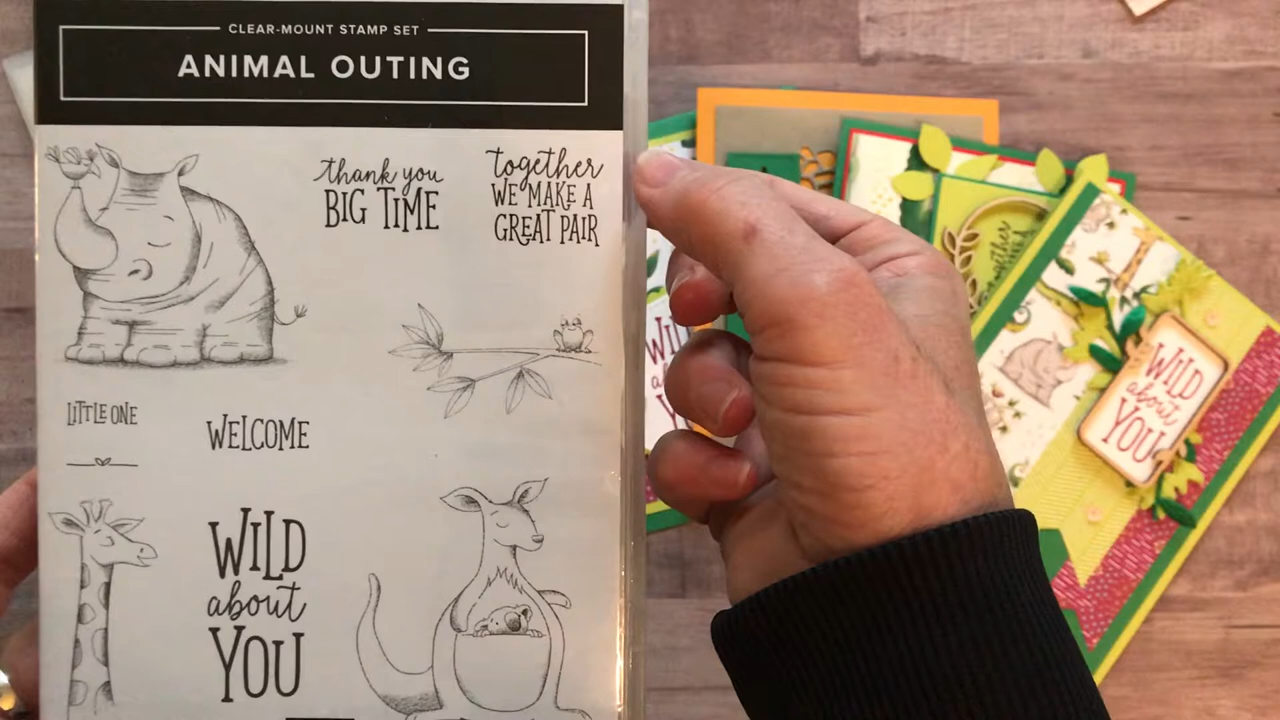 CLEAR-MOUNT STAMP SET
ANIMAL OUTING
thank you
BIG TIME
together
WE MAKE A
GREAT PAIR
LITTLE ONE
WELCOME
WILD
about
YOU
together
WILD
about
YOU